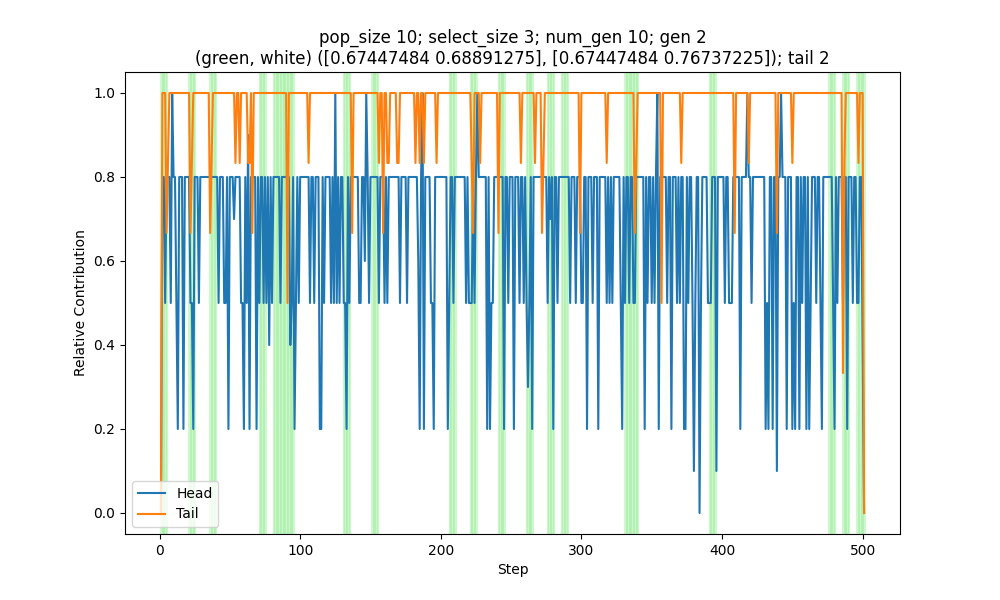 pop_size 10; select_size 3; num_gen 10; gen 2
(green, white) ([0.67447484 0.68891275], [0.67447484 0.76737225]); tail 2
1.0
0.8
0.6
0.4
0.2
0.0
Relative Contribution
Head
Tail
0
100
200
300
400
500
Step